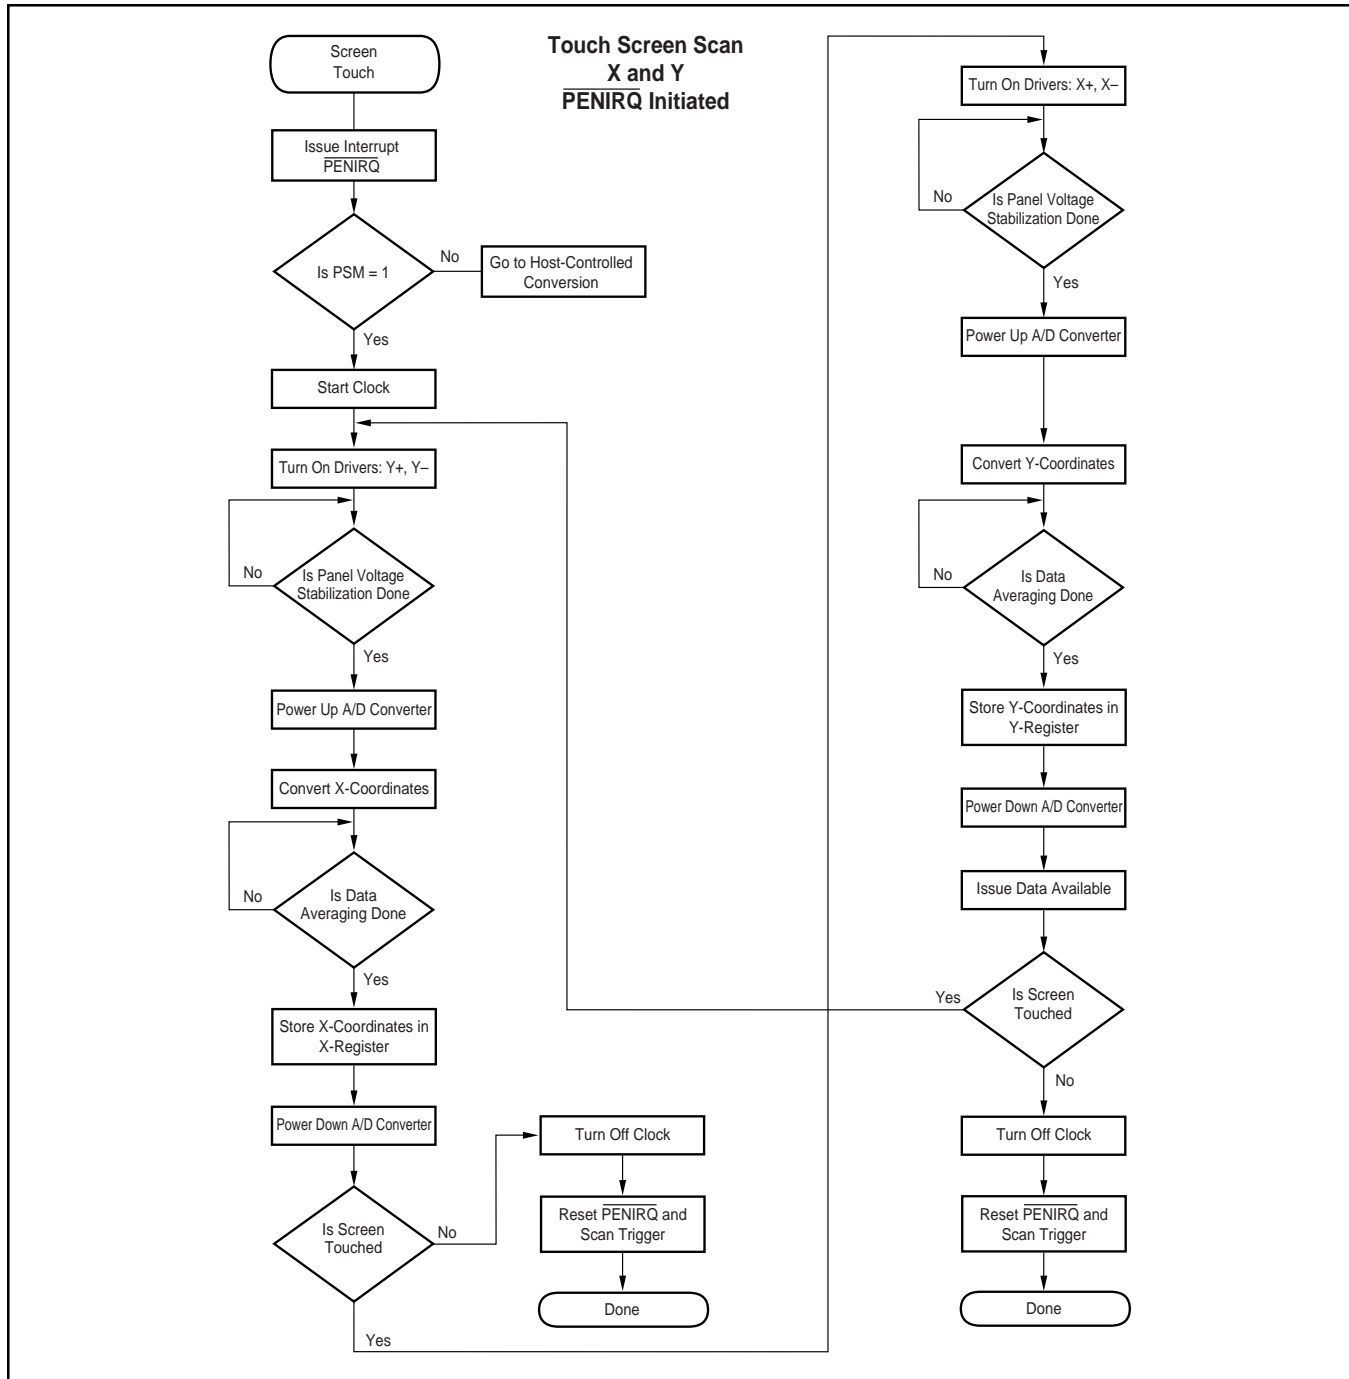 Touch Screen Scan
X and Y
PENIRQ Initiated
Screen
Touch
Issue Interrupt
PENIRQ
Is PSM = 1
No
Go to Host-Controlled
Conversion
Yes
Start Clock
Turn On Drivers: Y+, Y–
Is Panel Voltage
Stabilization Done
No
Yes
Power Up A/D Converter
Convert X-Coordinates
Is Data
Averaging Done
No
Yes
Store X-Coordinates in
X-Register
Power Down A/D Converter
Is Screen
Touched
No
Turn Off Clock
Reset PENIRQ and
Scan Trigger
Done
Yes
Turn On Drivers: X+, X–
Is Panel Voltage
Stabilization Done
No
Yes
Power Up A/D Converter
Convert Y-Coordinates
Is Data
Averaging Done
No
Yes
Store Y-Coordinates in
Y-Register
Power Down A/D Converter
Issue Data Available
Is Screen
Touched
Yes
No
Turn Off Clock
Reset PENIRQ and
Scan Trigger
Done